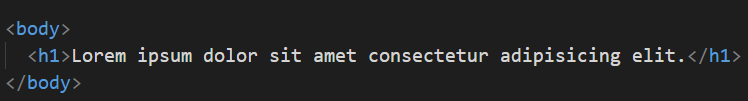 <body>
<h1>Lorem ipsum dolor sit amet consectetur adipisicing elit.</h1>
</body>